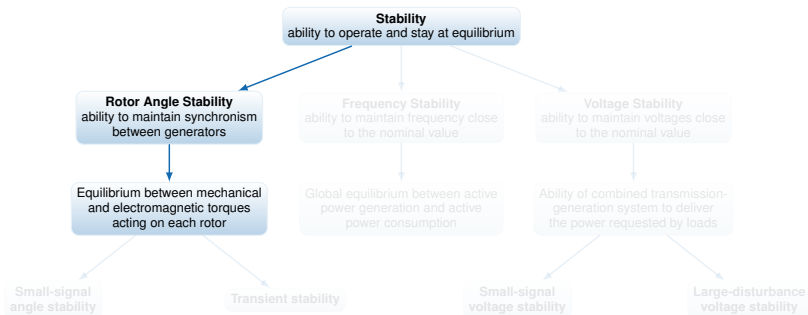 Stability
ability to operate and stay at equilibrium
Rotor Angle Stability
ability to maintain synchronism
between generators
Frequency Stability
ability to maintain frequency close
to the nominal value
Voltage Stability
ability to maintain voltages close
to the nominal value
Equilibrium between mechanical
and electromagnetic torques
acting on each rotor
Global equilibrium between active
power generation and active
power consumption
Ability of combined transmission-
generation system to deliver
the power requested by loads
Small-signal
angle stability
Transient stability
Small-signal
voltage stability
Large-disturbance
voltage stability